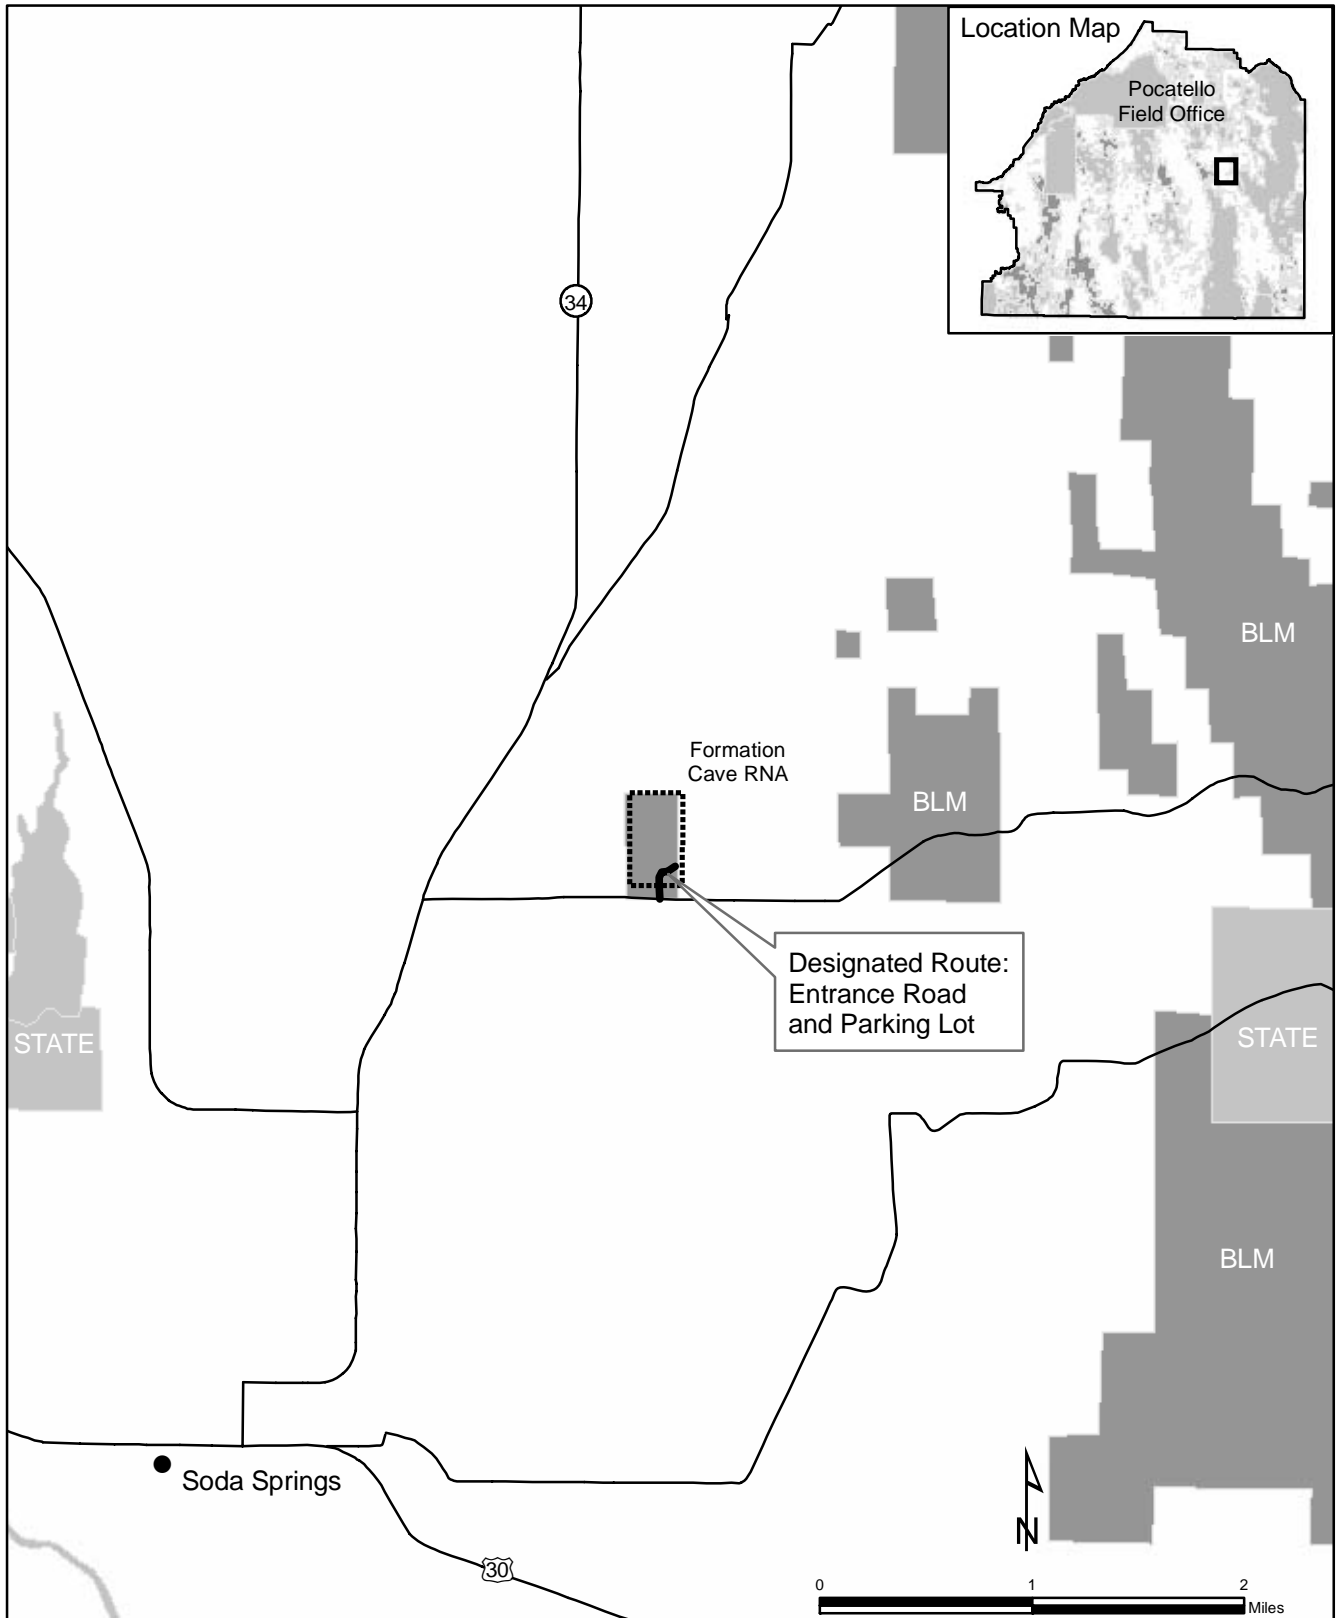 Location Map
Pocatello
Field Office
34
BLM
Formation
Cave RNA
BLM
Designated Route:
Entrance Road
and Parking Lot
STATE
STATE
BLM
Soda Springs
N
30
0 1 2
Miles